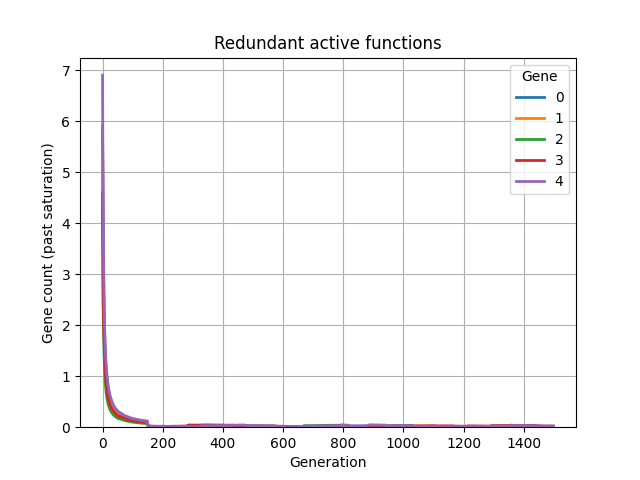 Redundant active functions
Gene count (past saturation)
7
6
5
4
3
2
1
0
0 200 400 600 800 1000 1200 1400
Generation
Gene
0
1
2
3
4